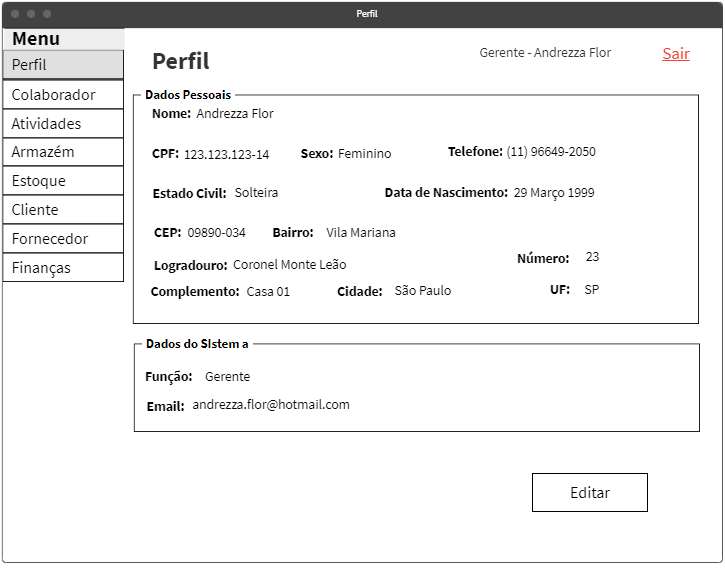 Perfil
Menu
Perfil
Colaborador
Atividades
Armazém
Estoque
Cliente
Fornecedor
Finanças
Perfil
Gerente - Andrezza Flor
Sair
Dados Pessoais
Nome: Andrezza Flor
CPF: 123.123.123-14 Sexo: Feminino Telefone: (11) 96649-2050
Estado Civil: Solteira Data de Nascimento: 29 Março 1999
CEP: 09890-034 Bairro: Vila Mariana
Logradouro: Coronel Monte Leão Número: 23
Complemento: Casa 01 Cidade: São Paulo UF: SP
Dados do SIstem a
Função: Gerente
Email: andrezza.flor@hotmail.com
Editar